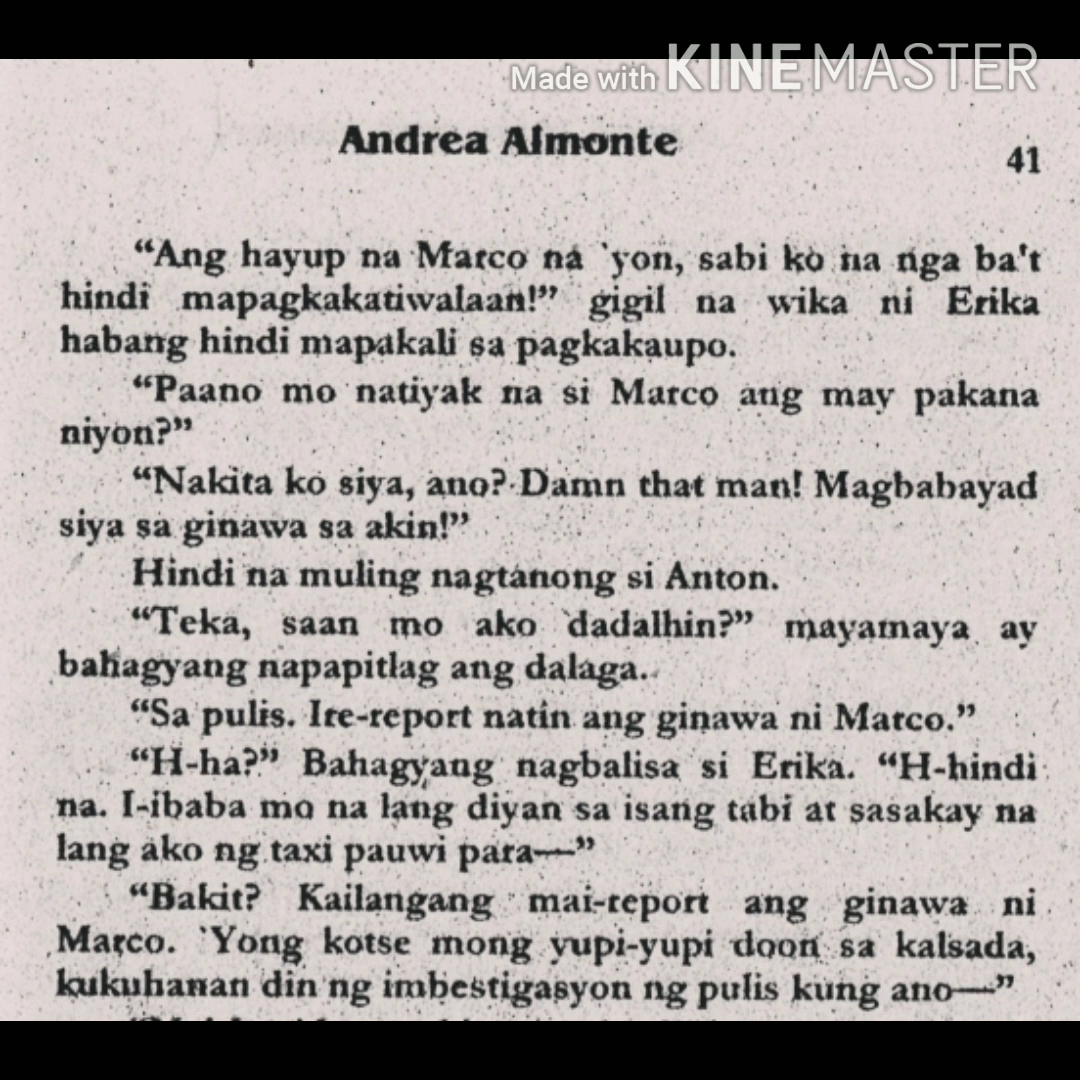 Made with KINEMASTER
Andrea Almonte
41
“Ang hayup na Marco na `yon, sabi ko na nga ba't
hindi mapagkakatiwalaan!” gigil na wika ni Erika
habang hindi mapakali sa pagkakaupo.
“Paano mo natiyak na si Marco ang may pakana
niyon?”
“Nakita ko siya, ano? Damn that man! Magbabayad
siya sa ginawa sa akin!”
Hindi na muling nagtanong si Anton.
“Teka, saan mo ako dadalhin?” mayamaya ay
bahagyang napapitlag ang dalaga.
“Sa pulis. Ire-report natin ang ginawa ni Marco.”
“H-ha?” Bahagyang nagbalisa si Erika. “H-hindi
na. I-ibaba mo na lang diyan sa isang tabi at sasakay na
lang ako ng taxi pauwi para—”
“Bakit? Kailangang mai-report ang ginawa ni
Marco. `Yong kotse mong yupi-yupi doon sa kalsada,
kukuhanan din ng imbestigasyon ng pulis kung ano—”